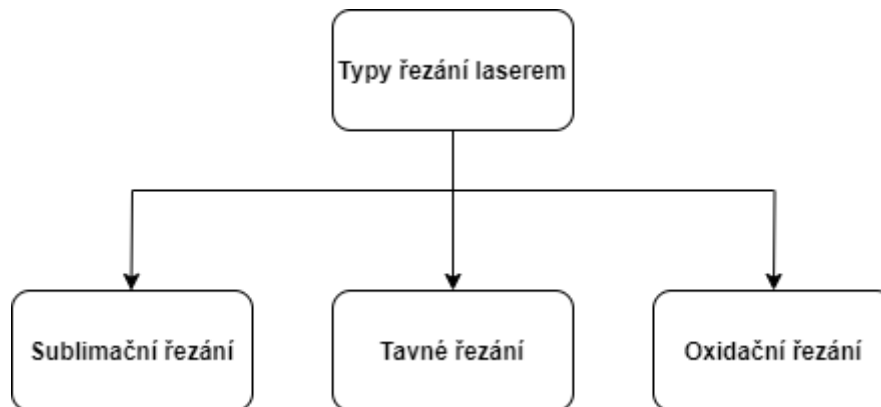 Typy řezání laserem
Sublimační řezání
Tavné řezání
Oxidační řezání